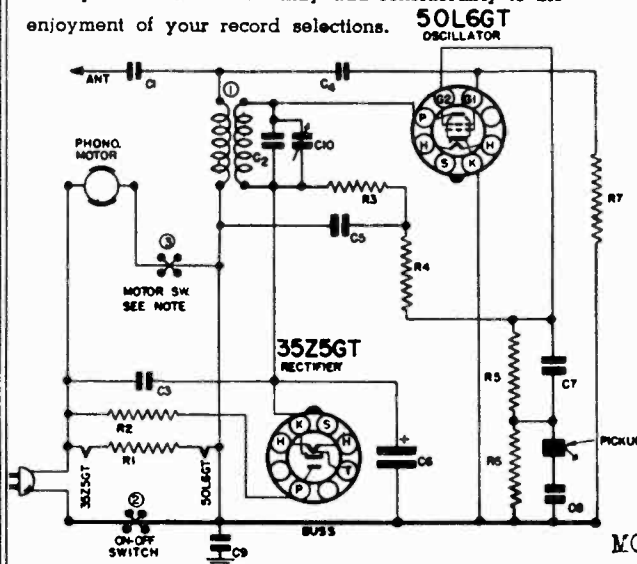 enjoyment of your record selections.
50L6GT
OSCILLATOR
ANT
C1
C4
1
G2
G1
P
H
H
S
K
PHONO.
MOTOR
C2
C10
R3
R7
3
C5
R4
MOTOR SW.
SEE NOTE
35Z5GT
RECTIFIER
C3
R5
C7
R2
K
S
H
H
T
P
+
C6
PICKUP
R1
R6
35Z5GT
50L6GT
C8
2
ON-OFF
SWITCH
BUSS
C9
MO